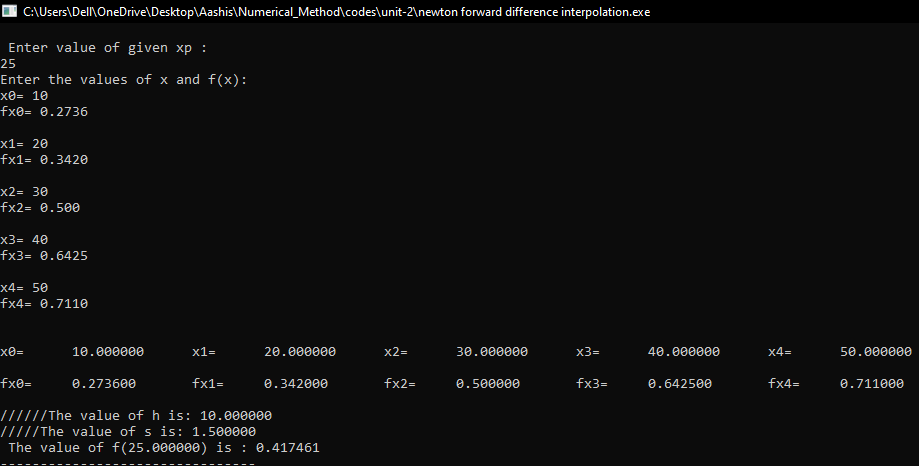 C:\Users\Dell\OneDrive\Desktop\Aashis\Numerical_Method\codes\unit-2\newton forward difference interpolation.exe
Enter value of given xp :
25
Enter the values of x and f(x):
x0= 10
fx0= 0.2736
x1= 20
fx1= 0.3420
x2= 30
fx2= 0.500
x3= 40
fx3= 0.6425
x4= 50
fx4= 0.7110
x0= 10.000000 x1= 20.000000 x2= 30.000000 x3= 40.000000 x4= 50.000000
fx0= 0.273600 fx1= 0.342000 fx2= 0.500000 fx3= 0.642500 fx4= 0.711000
//////The value of h is: 10.000000
/////The value of s is: 1.500000
The value of f(25.000000) is : 0.417461
--------------------------------